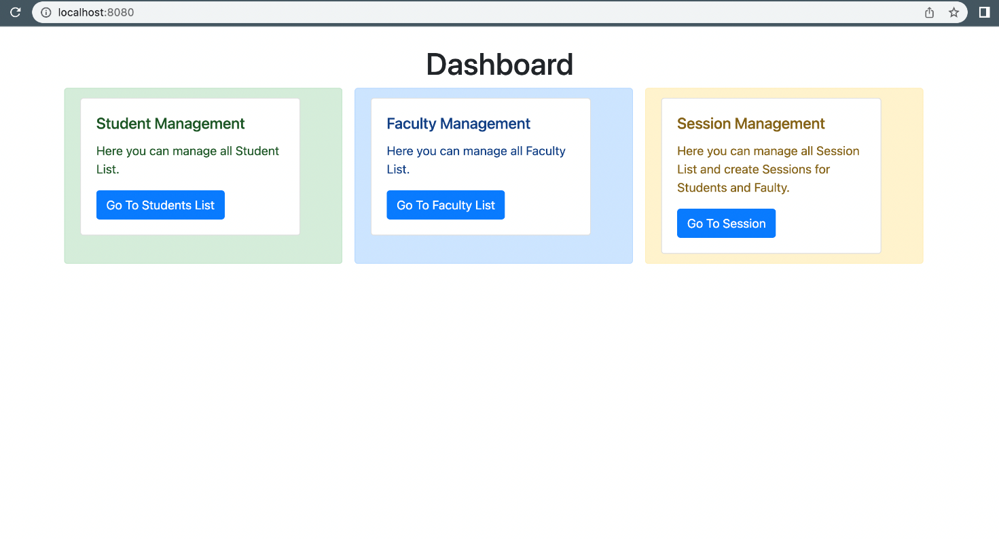 localhost:8080
Dashboard
Student Management
Here you can manage all Student
List.
Go To Students List
Faculty Management
Here you can manage all Faculty
List.
Go To Faculty List
Session Management
Here you can manage all Session
List and create Sessions for
Students and Faulty.
Go To Session